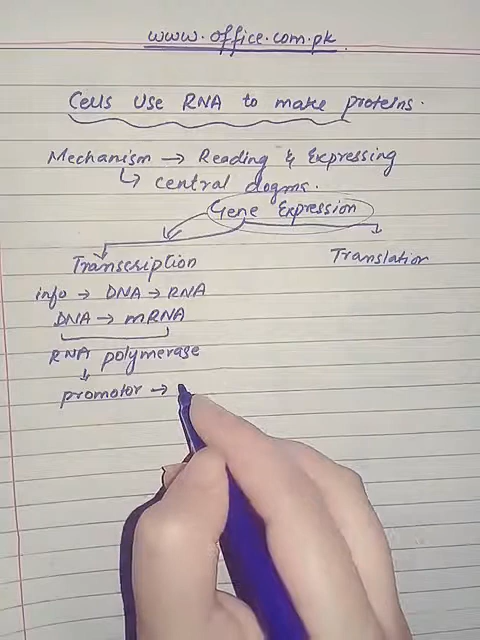 www.office.com.pk
Cells use RNA to make proteins.
Mechanism → Reading & Expressing
↳ central dogma.
Gene Expression
Transcription
Translation
info → DNA → RNA
DNA → mRNA
RNA polymerase
↓
promotor →